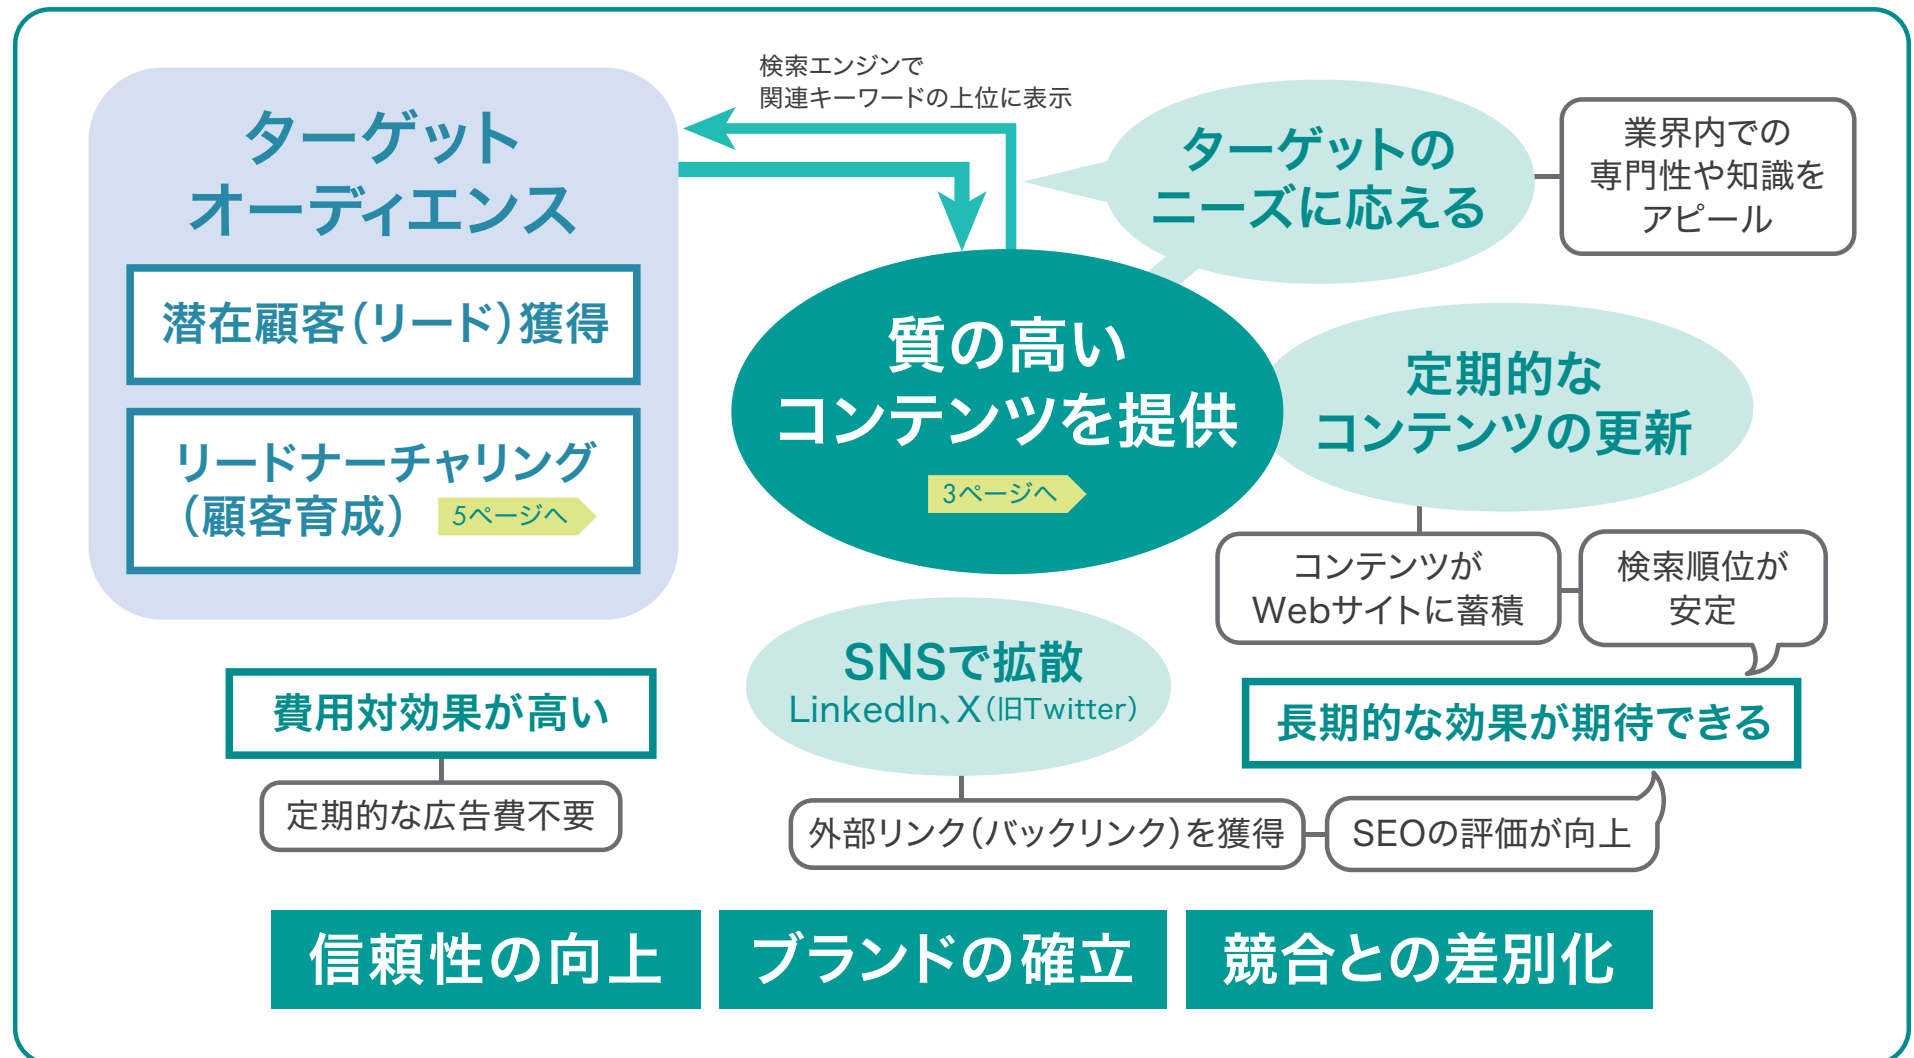 検索エンジンで
関連キーワードの上位に表示
ターゲット
オーディエンス
潜在顧客（リード）獲得
リードナーチャリング
（顧客育成）
5ページへ
ターゲットの
ニーズに応える
業界内での
専門性や知識を
アピール
質の高い
コンテンツを提供
3ページへ
定期的な
コンテンツの更新
コンテンツが
Webサイトに蓄積
検索順位が
安定
SNSで拡散
LinkedIn、X（旧Twitter）
費用対効果が高い
定期的な広告費不要
長期的な効果が期待できる
外部リンク（バックリンク）を獲得
SEOの評価が向上
信頼性の向上
ブランドの確立
競合との差別化